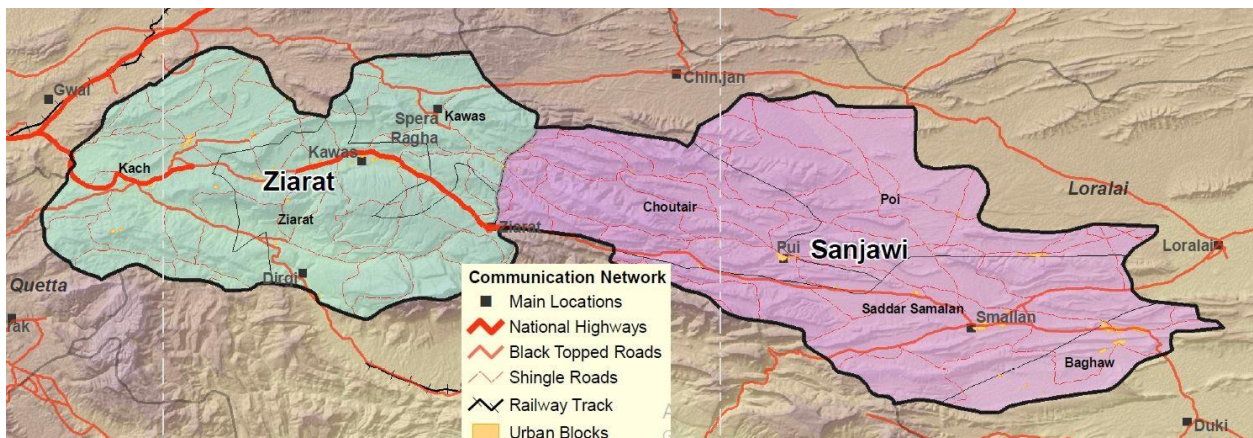 Gwal
Chinjan
Spera
Ragha
Kawas
Kawas
Kach
Ziarat
Ziarat
Ziarat
Choutair
Poi
Loralai
Loralai
Pui
Sanjawi
Dirgi
Quetta
Saddar Samalan
Smallan
Baghaw
Duki
Communication Network
Main Locations
National Highways
Black Topped Roads
Shingle Roads
Railway Track
Urban Blocks